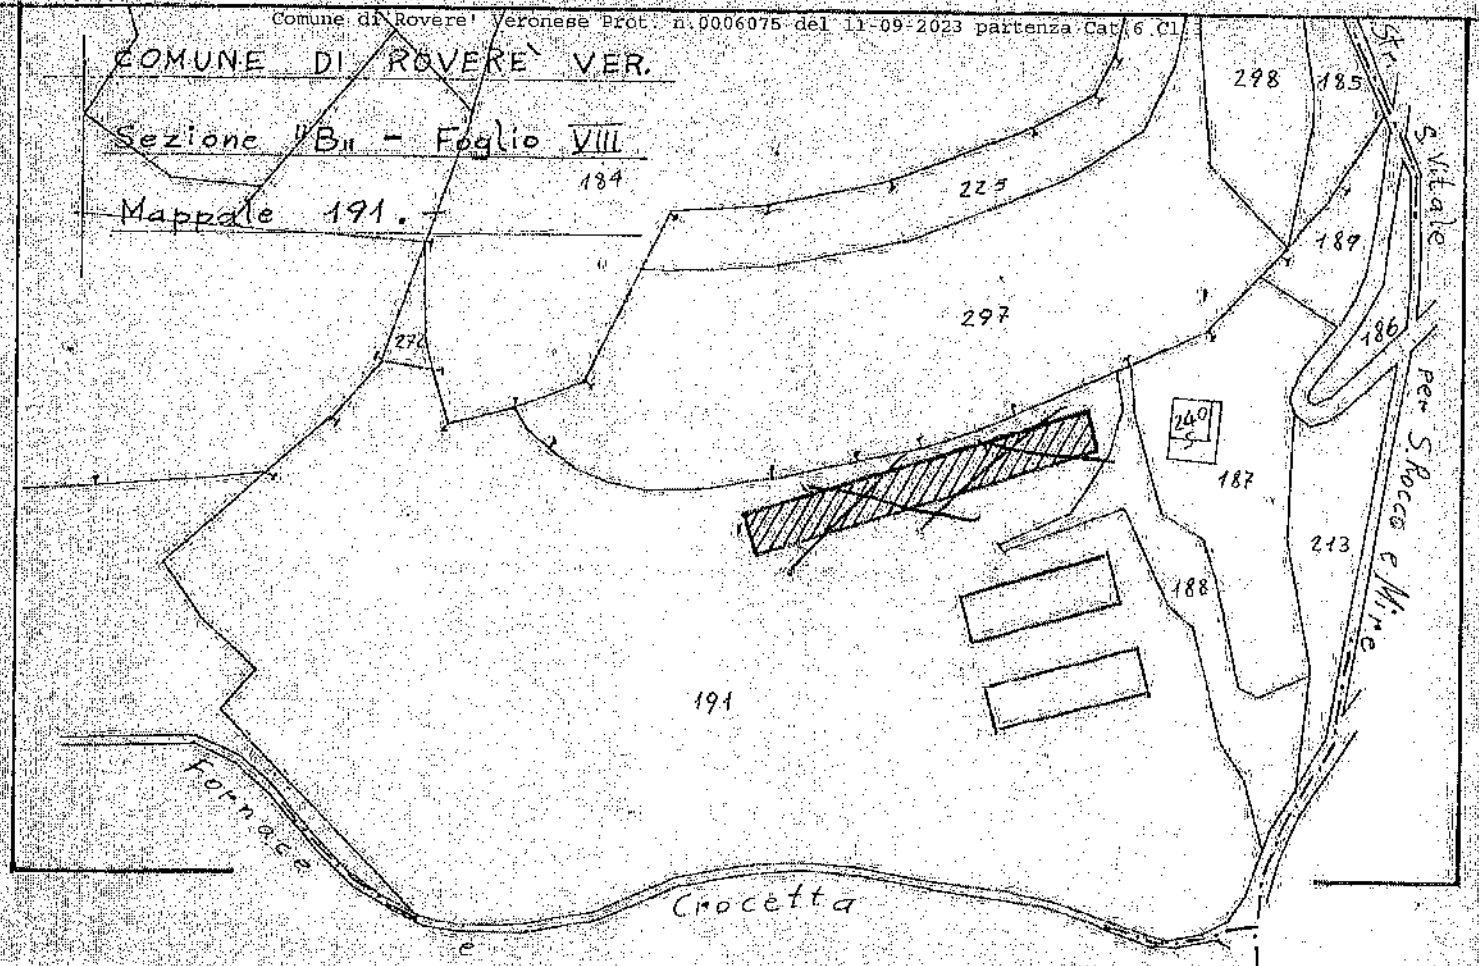 Comune di Rovere' Veronese Prot. n.0006075 del 11-09-2023 partenza Cat. 6 Cl.
COMUNE DI ROVERE` VER.
Sezione "B" - Foglio VIII
184
Mappale 191.
298
185
Str.
S. Vitale
225
189
297
186
per S. Rocco e Mire
240
187
213
188
191
Fornace
e
Crocetta